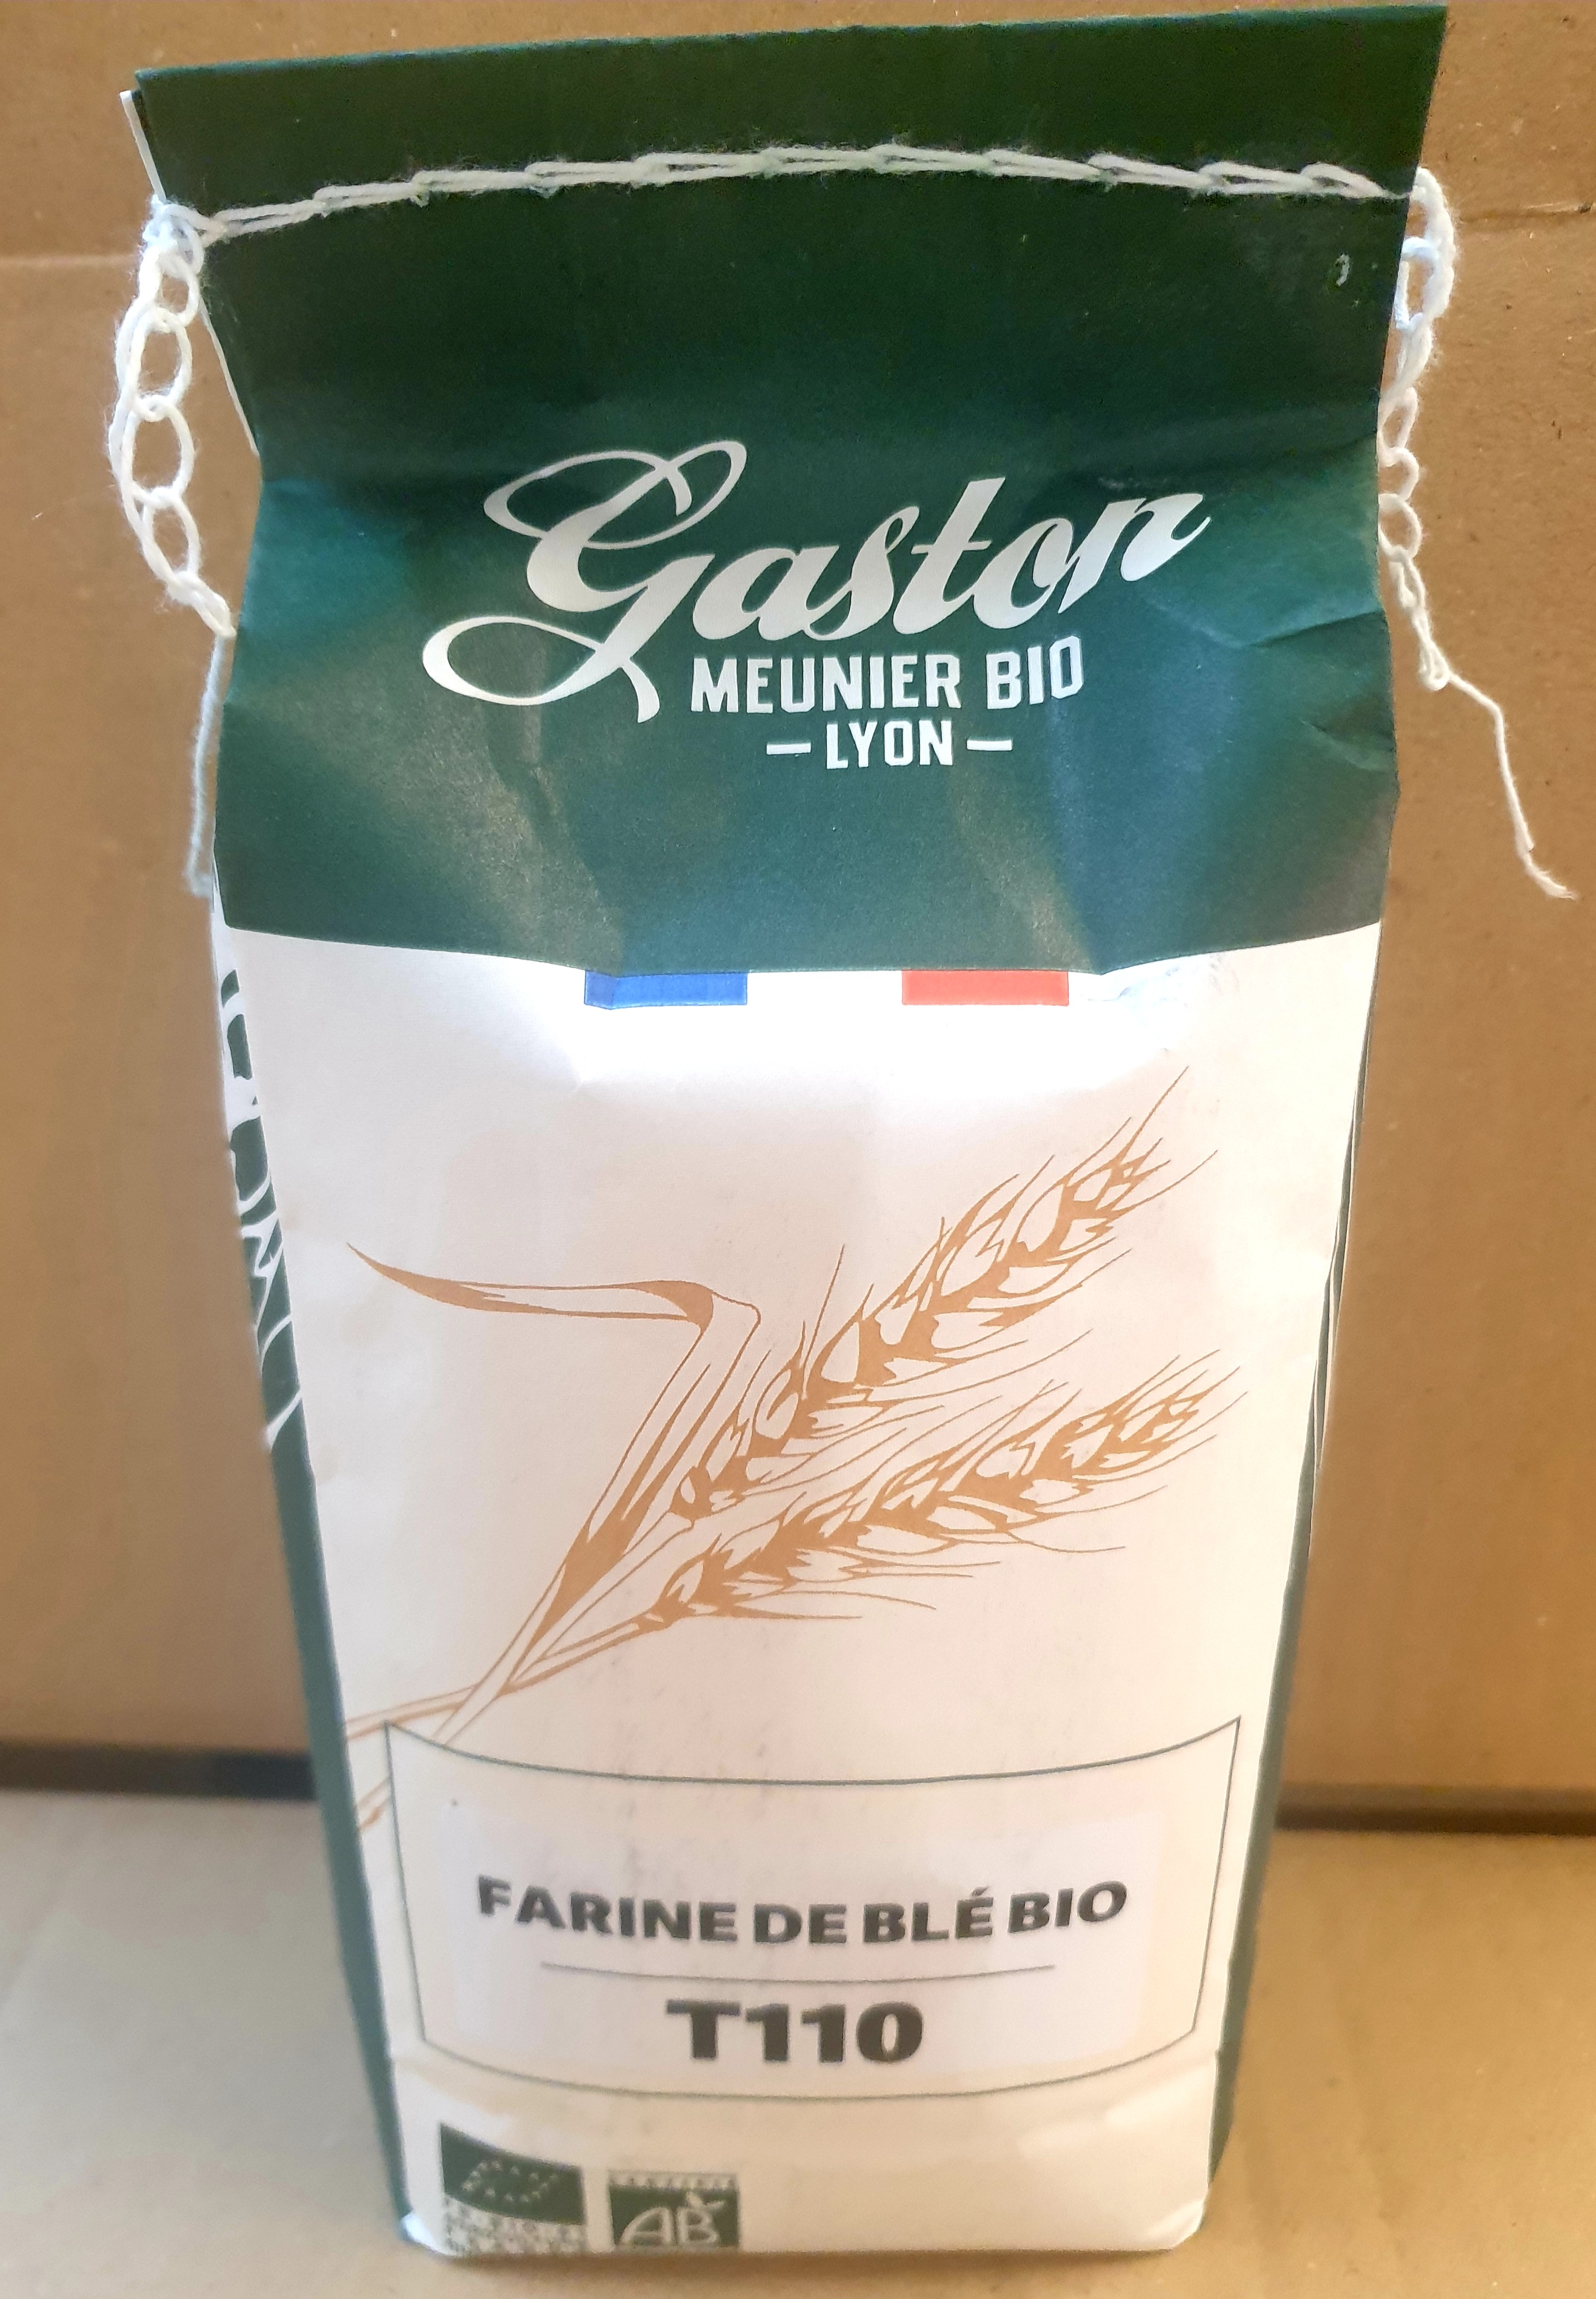 Gaston
MEUNIER BIO
— LYON —
FARINE DE BLÉ BIO
T110
AB